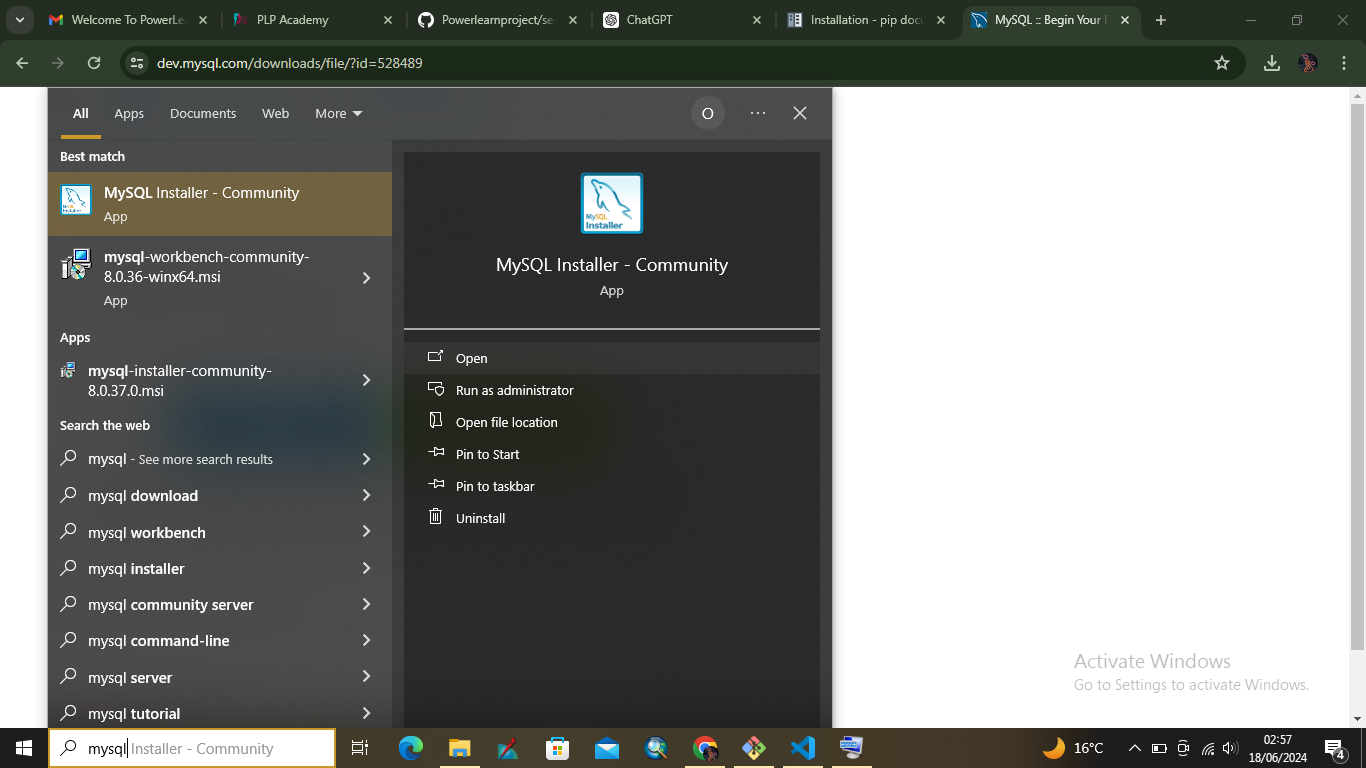 Welcome To PowerLe
PLP Academy
Powerlearnproject/se-
ChatGPT
Installation - pip docu
MySQL :: Begin Your
dev.mysql.com/downloads/file/?id=528489
All
Apps
Documents
Web
More
O
Best match
MySQL Installer - Community
App
mysql-workbench-community-
8.0.36-winx64.msi
App
Apps
mysql-installer-community-
8.0.37.0.msi
Search the web
mysql - See more search results
mysql download
mysql workbench
mysql installer
mysql community server
mysql command-line
mysql server
mysql tutorial
MySQL
Installer
MySQL Installer - Community
App
Open
Run as administrator
Open file location
Pin to Start
Pin to taskbar
Uninstall
Activate Windows
Go to Settings to activate Windows.
mysql Installer - Community
16°C
02:57
18/06/2024
4